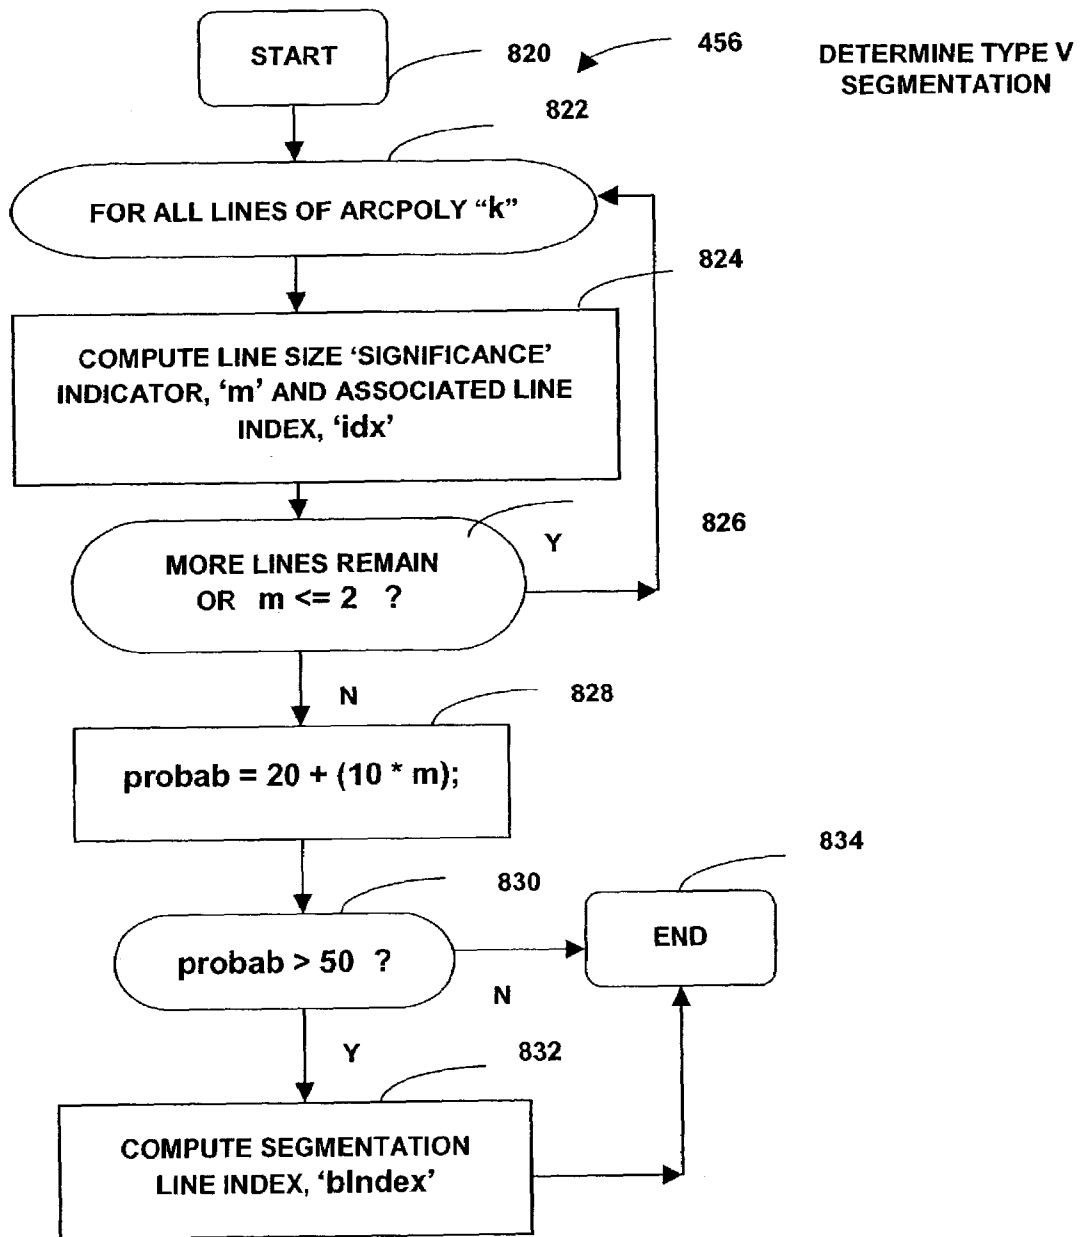 START
820
456
DETERMINE TYPE V
SEGMENTATION
822
FOR ALL LINES OF ARCPOLY “k”
824
COMPUTE LINE SIZE ‘SIGNIFICANCE’
INDICATOR, ‘m’ AND ASSOCIATED LINE
INDEX, ‘idx’
826
MORE LINES REMAIN
OR m <= 2 ?
Y
N
828
probab = 20 + (10 * m);
830
834
probab > 50 ?
END
N
Y
832
COMPUTE SEGMENTATION
LINE INDEX, ‘bIndex’